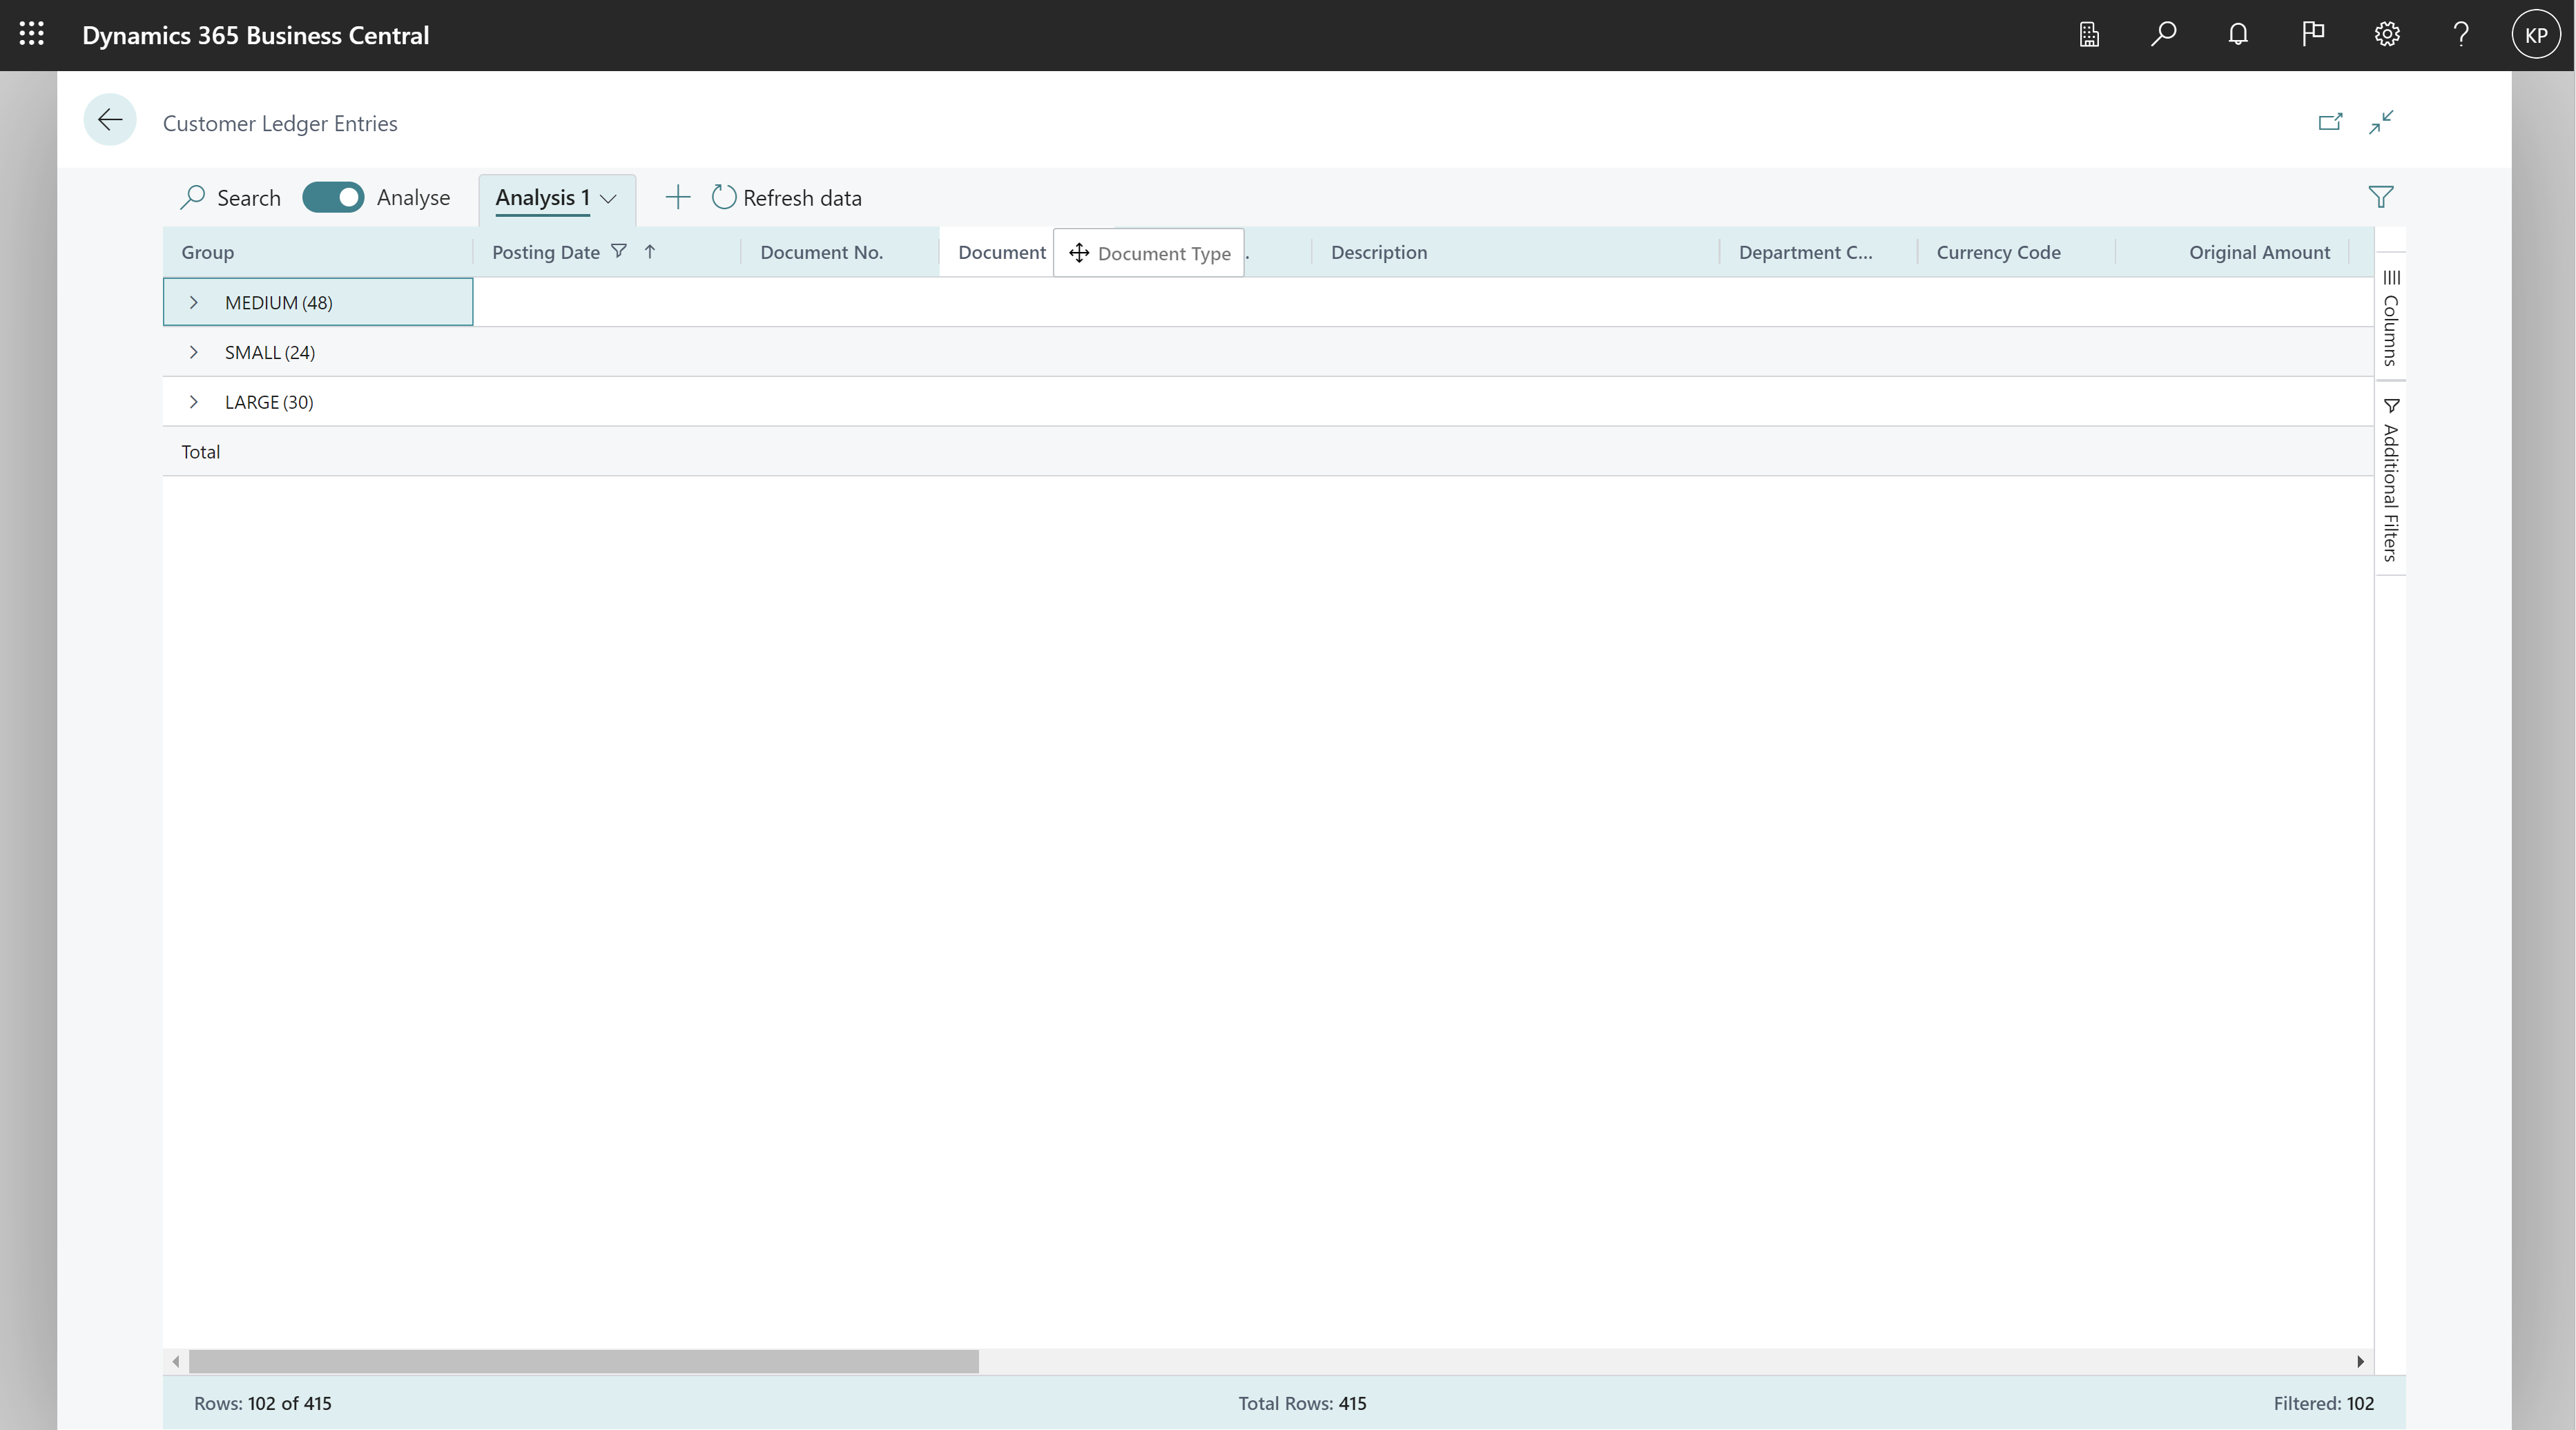 Dynamics 365 Business Central
KP
Customer Ledger Entries
Search Analyse Analysis 1 Refresh data
Group Posting Date Document No. Document Document Type . Description Department C... Currency Code Original Amount
MEDIUM (48)
SMALL (24)
LARGE (30)
Total
Columns
Additional Filters
Rows: 102 of 415 Total Rows: 415 Filtered: 102